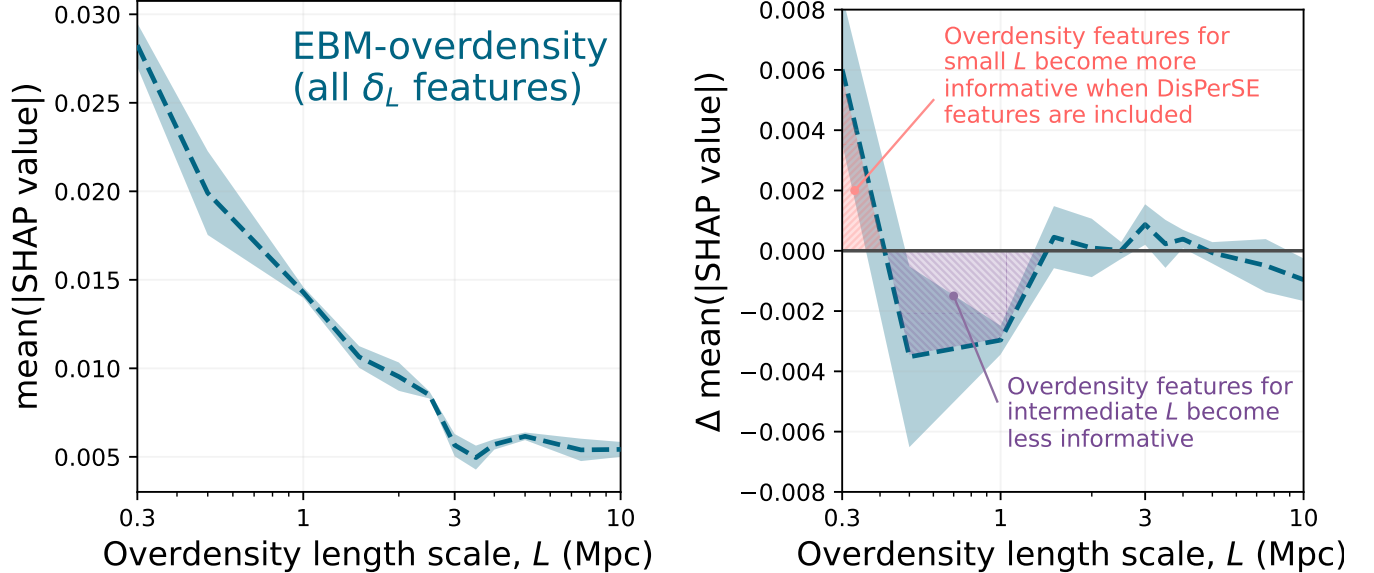 0.030
0.025
0.020
0.015
0.010
0.005
mean(|SHAP value|)
EBM-overdensity
(all δL features)
0.3
1
3
10
Overdensity length scale, L (Mpc)
0.008
0.006
0.004
0.002
0.000
−0.002
−0.004
−0.006
−0.008
Δ mean(|SHAP value|)
Overdensity features for
small L become more
informative when DisPerSE
features are included
Overdensity features for
intermediate L become
less informative
0.3
1
3
10
Overdensity length scale, L (Mpc)